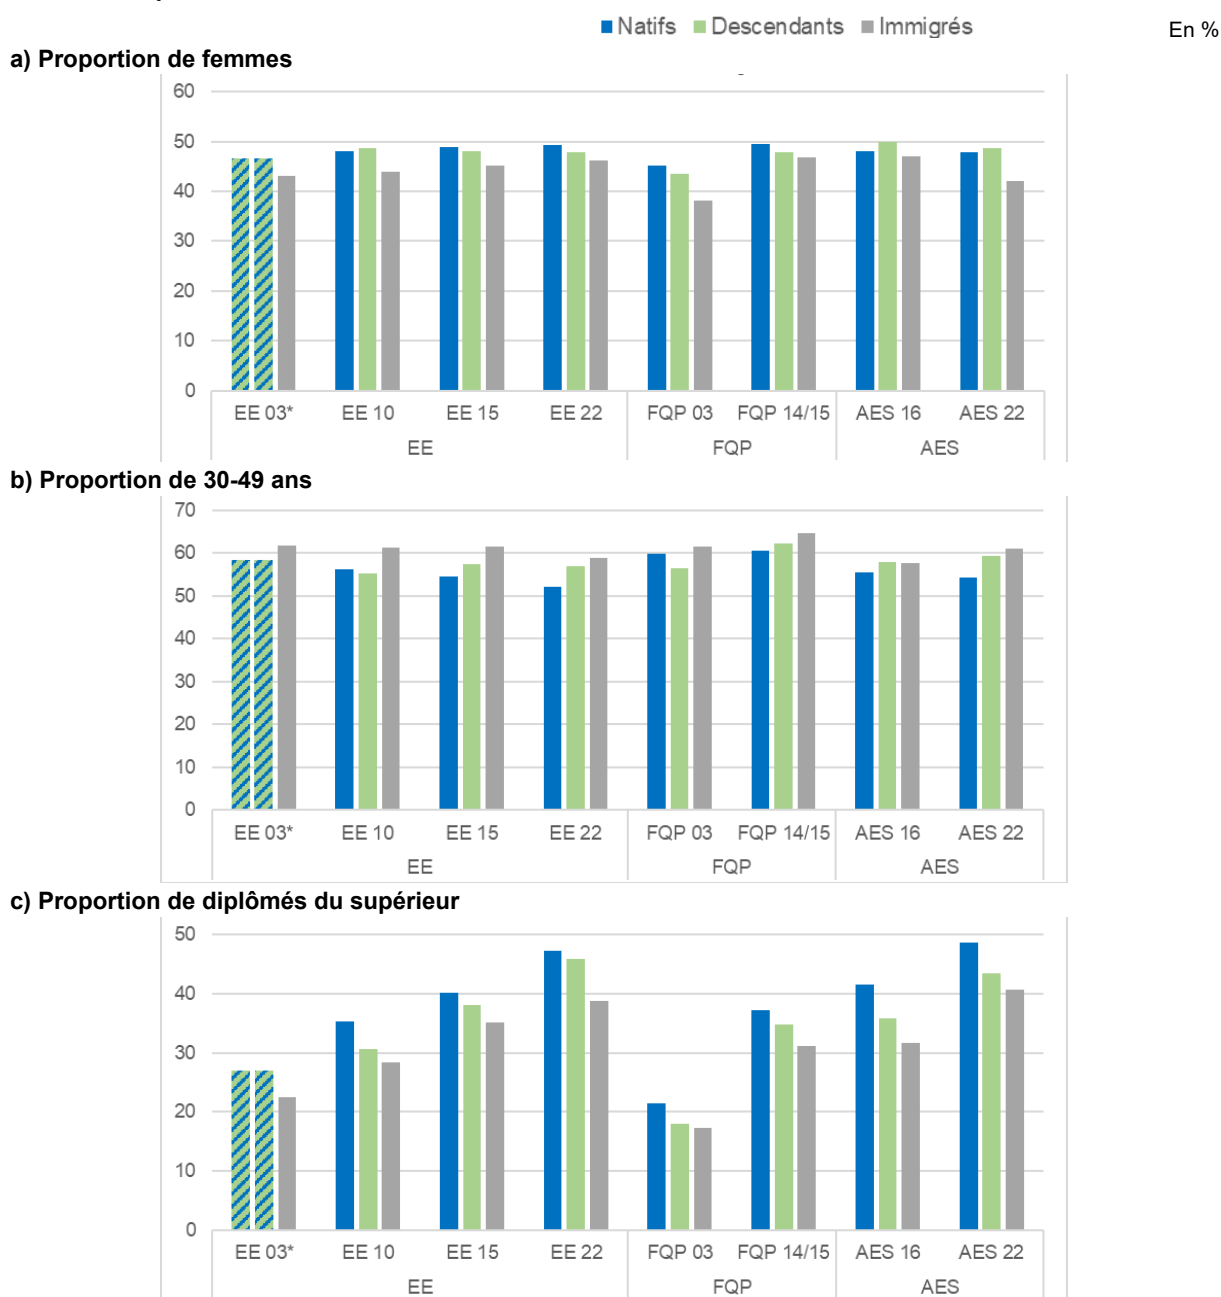 Natifs Descendants Immigrés
En %
a) Proportion de femmes
60
50
40
30
20
10
0
EE 03* EE 10 EE 15 EE 22 FQP 03 FQP 14/15 AES 16 AES 22
EE FQP AES
b) Proportion de 30-49 ans
70
60
50
40
30
20
10
0
EE 03* EE 10 EE 15 EE 22 FQP 03 FQP 14/15 AES 16 AES 22
EE FQP AES
c) Proportion de diplômés du supérieur
50
40
30
20
10
0
EE 03* EE 10 EE 15 EE 22 FQP 03 FQP 14/15 AES 16 AES 22
EE FQP AES